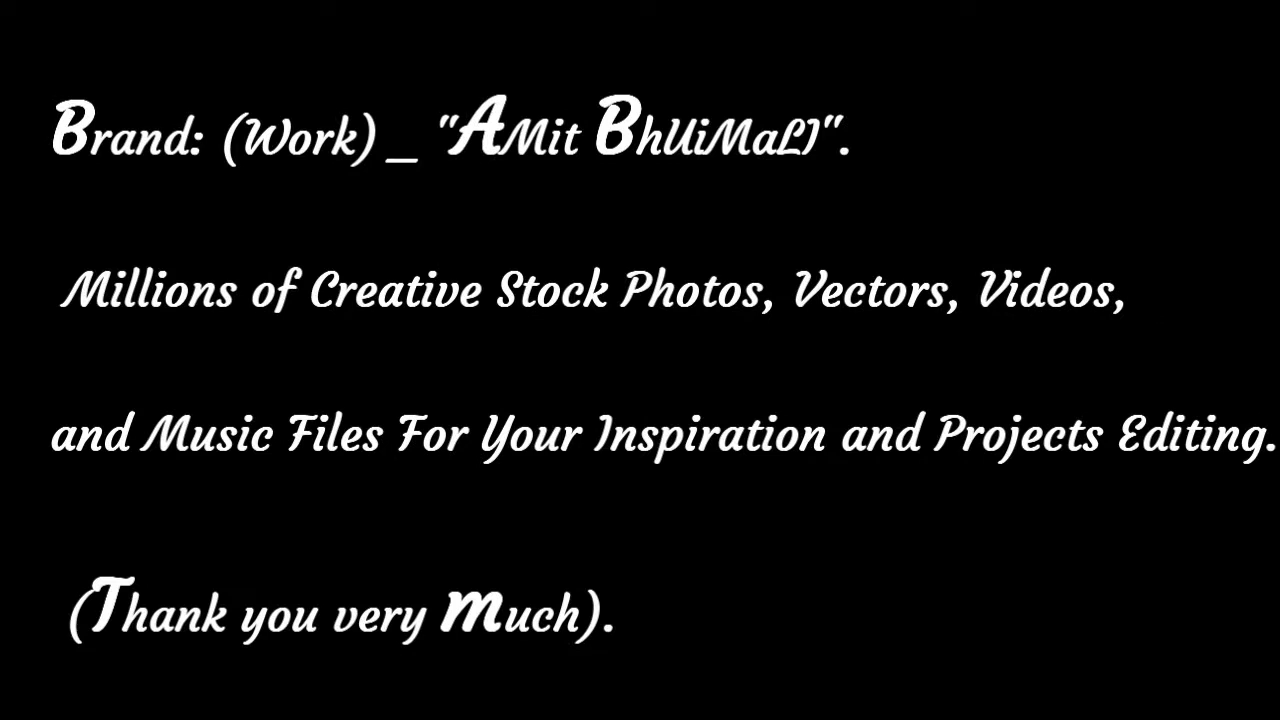 Brand: (Work) _ "AMit BhUiMaLI".
Millions of Creative Stock Photos, Vectors, Videos,
and Music Files For Your Inspiration and Projects Editing.
(Thank you very much).